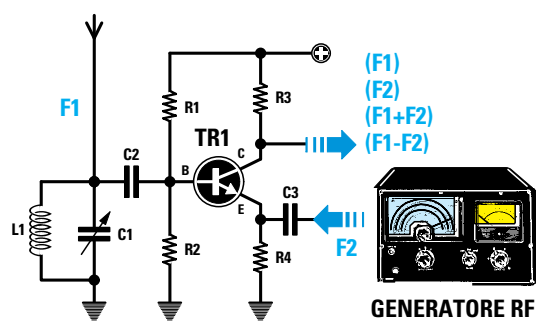 F1
(F1)
(F2)
(F1+F2)
(F1-F2)
R1
R3
TR1
C2
B
C
E
C3
L1
C1
R2
R4
F2
GENERATORE RF